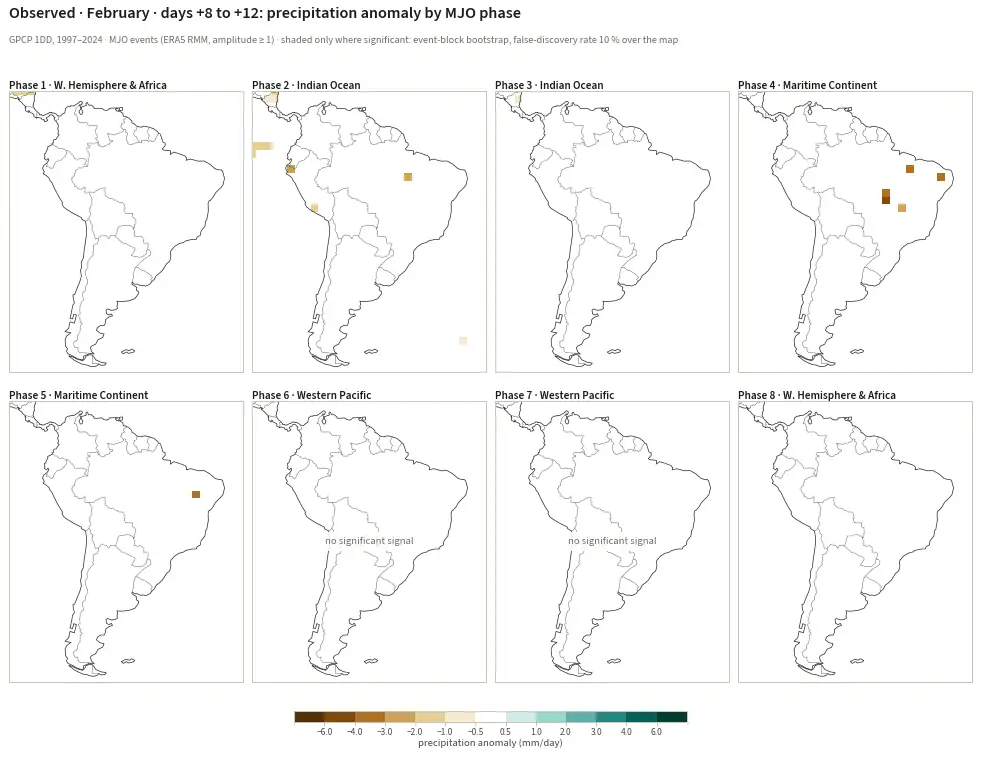 Observed · February · days +8 to +12: precipitation anomaly by MJO phase
GPCP 1DD, 1997–2024 · MJO events (ERA5 RMM, amplitude ≥ 1) · shaded only where significant: event-block bootstrap, false-discovery rate 10 % over the map
Phase 1 · W. Hemisphere & Africa
Phase 2 · Indian Ocean
Phase 3 · Indian Ocean
Phase 4 · Maritime Continent
Phase 5 · Maritime Continent
Phase 6 · Western Pacific
Phase 7 · Western Pacific
Phase 8 · W. Hemisphere & Africa
no significant signal
no significant signal
−6.0 −4.0 −3.0 −2.0 −1.0 −0.5 0.5 1.0 2.0 3.0 4.0 6.0
precipitation anomaly (mm/day)